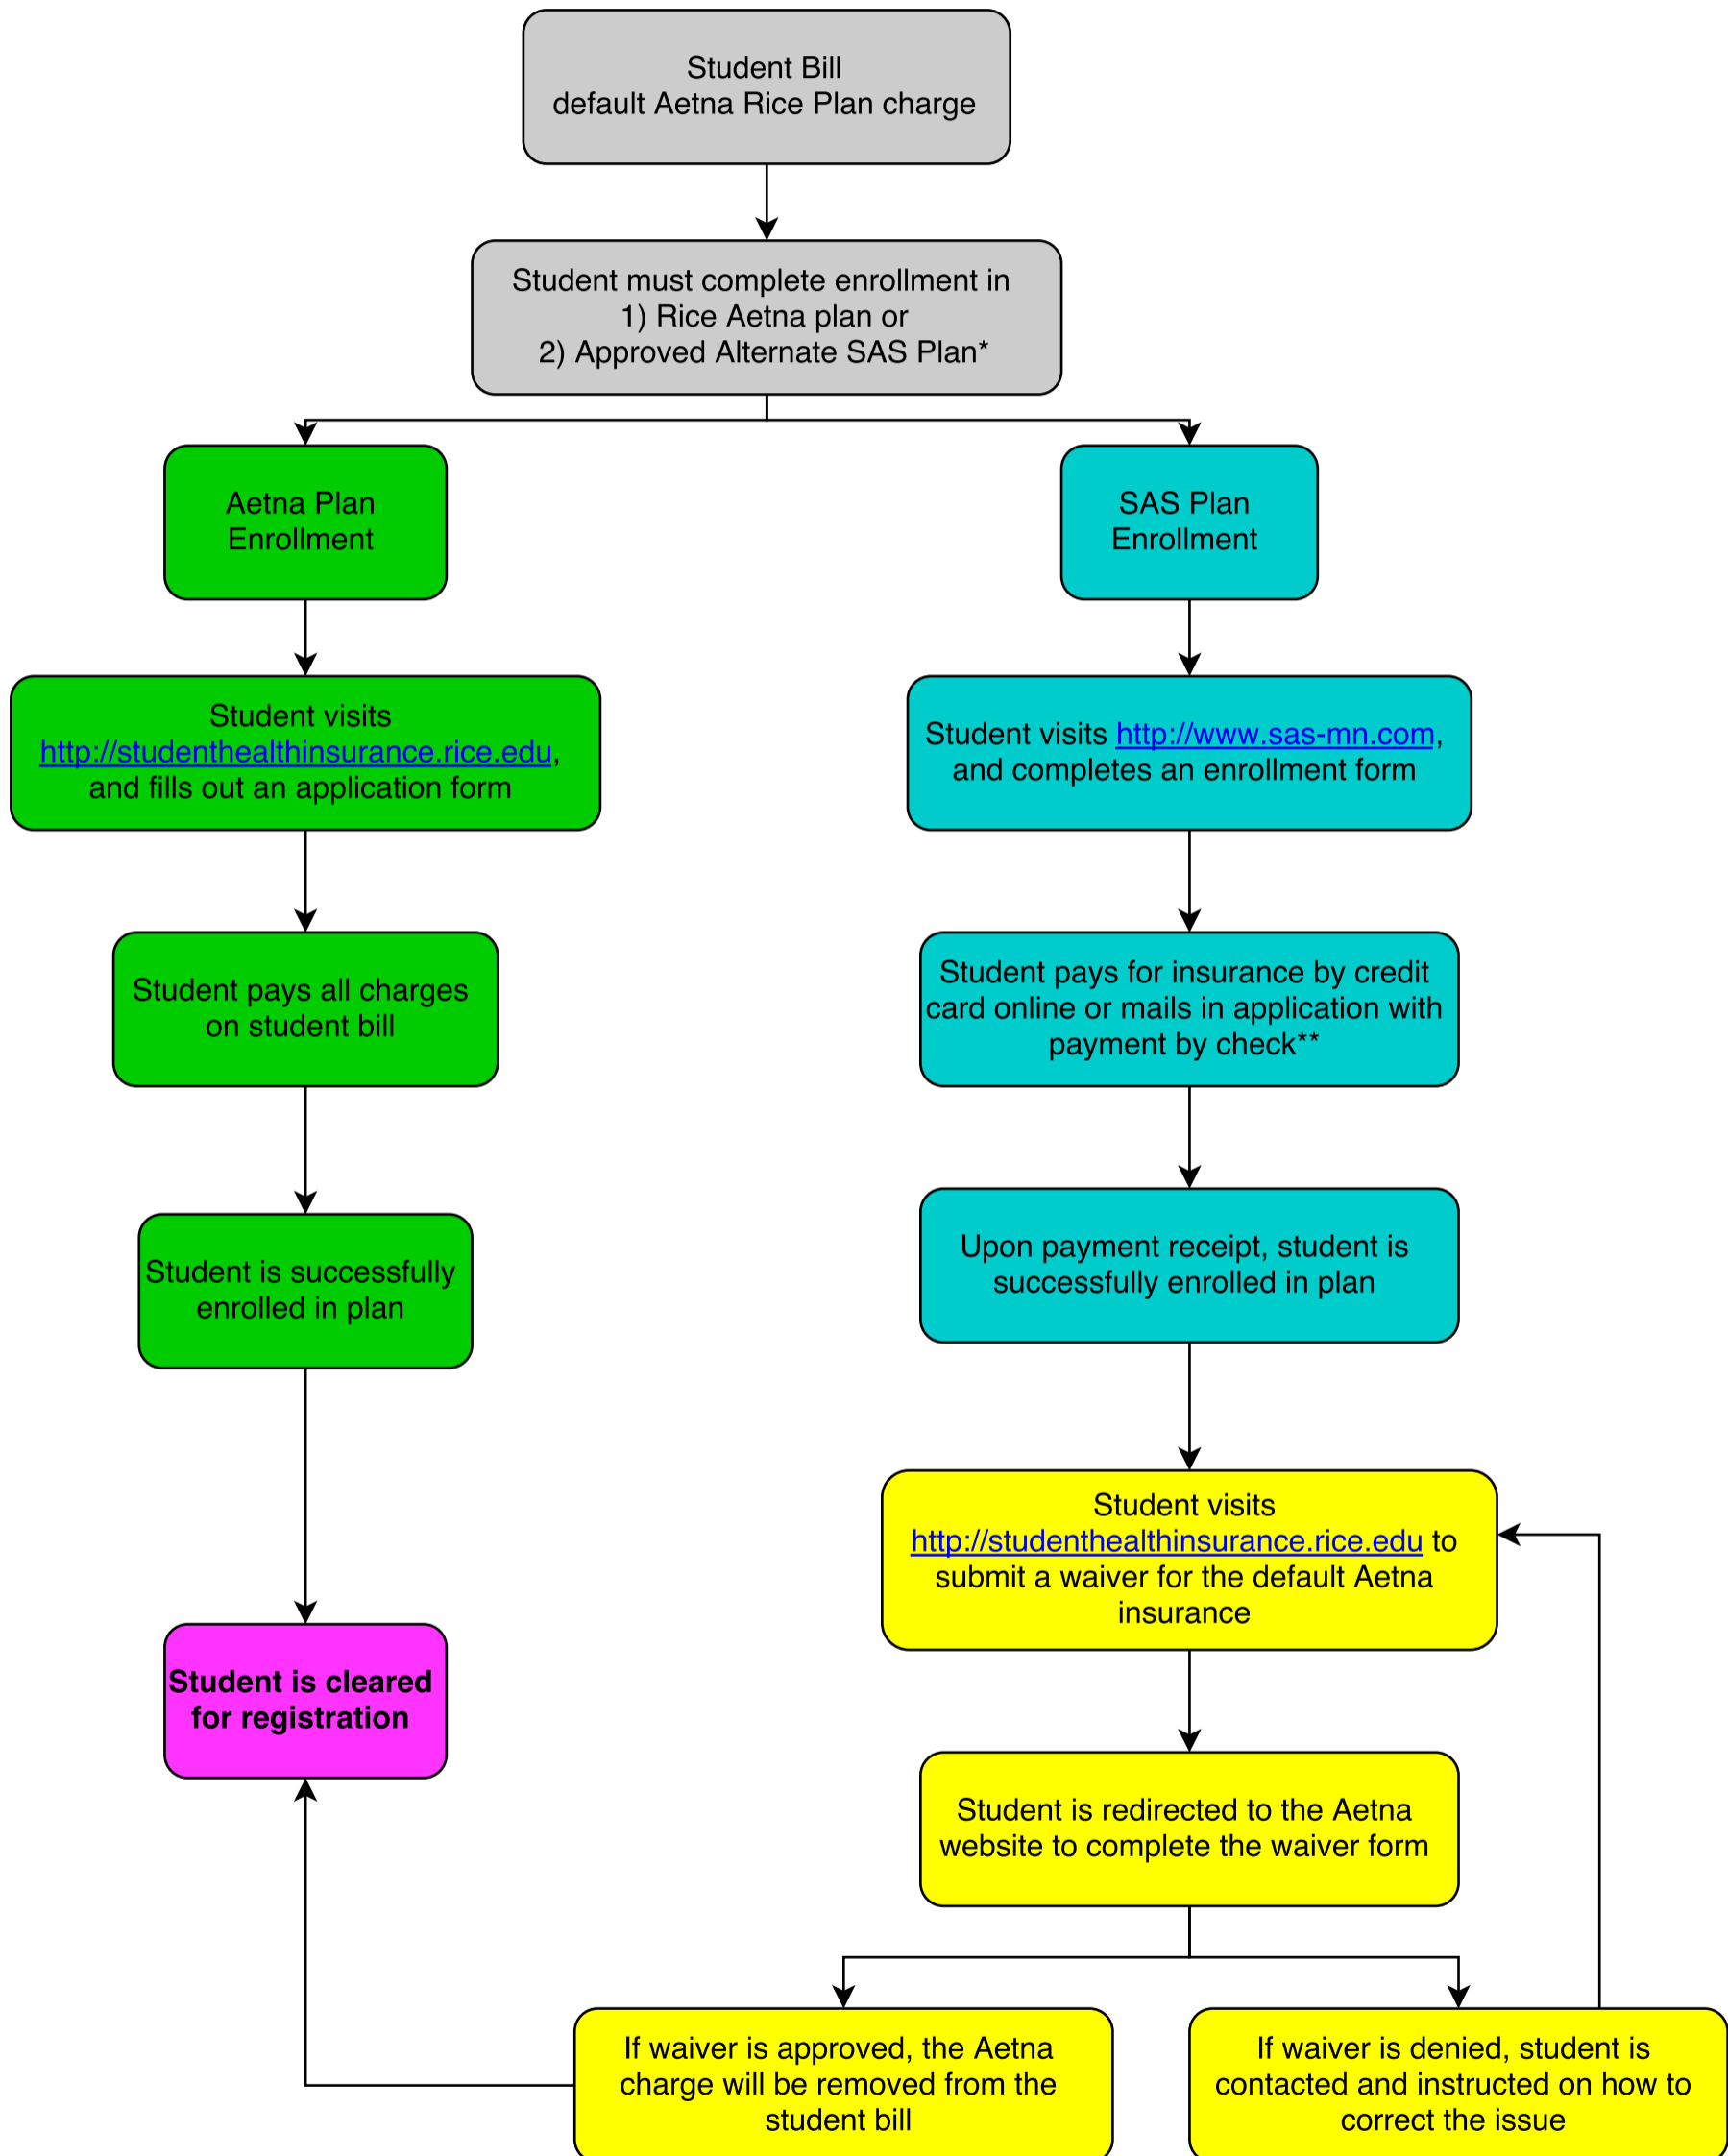 Student Bill
default Aetna Rice Plan charge
Student must complete enrollment in
1) Rice Aetna plan or
2) Approved Alternate SAS Plan*
Aetna Plan
Enrollment
SAS Plan
Enrollment
Student visits
http://studenthealthinsurance.rice.edu,
and fills out an application form
Student visits http://www.sas-mn.com,
and completes an enrollment form
Student pays all charges
on student bill
Student pays for insurance by credit
card online or mails in application with
payment by check**
Student is successfully
enrolled in plan
Upon payment receipt, student is
successfully enrolled in plan
Student visits
http://studenthealthinsurance.rice.edu to
submit a waiver for the default Aetna
insurance
Student is cleared
for registration
Student is redirected to the Aetna
website to complete the waiver form
If waiver is approved, the Aetna
charge will be removed from the
student bill
If waiver is denied, student is
contacted and instructed on how to
correct the issue